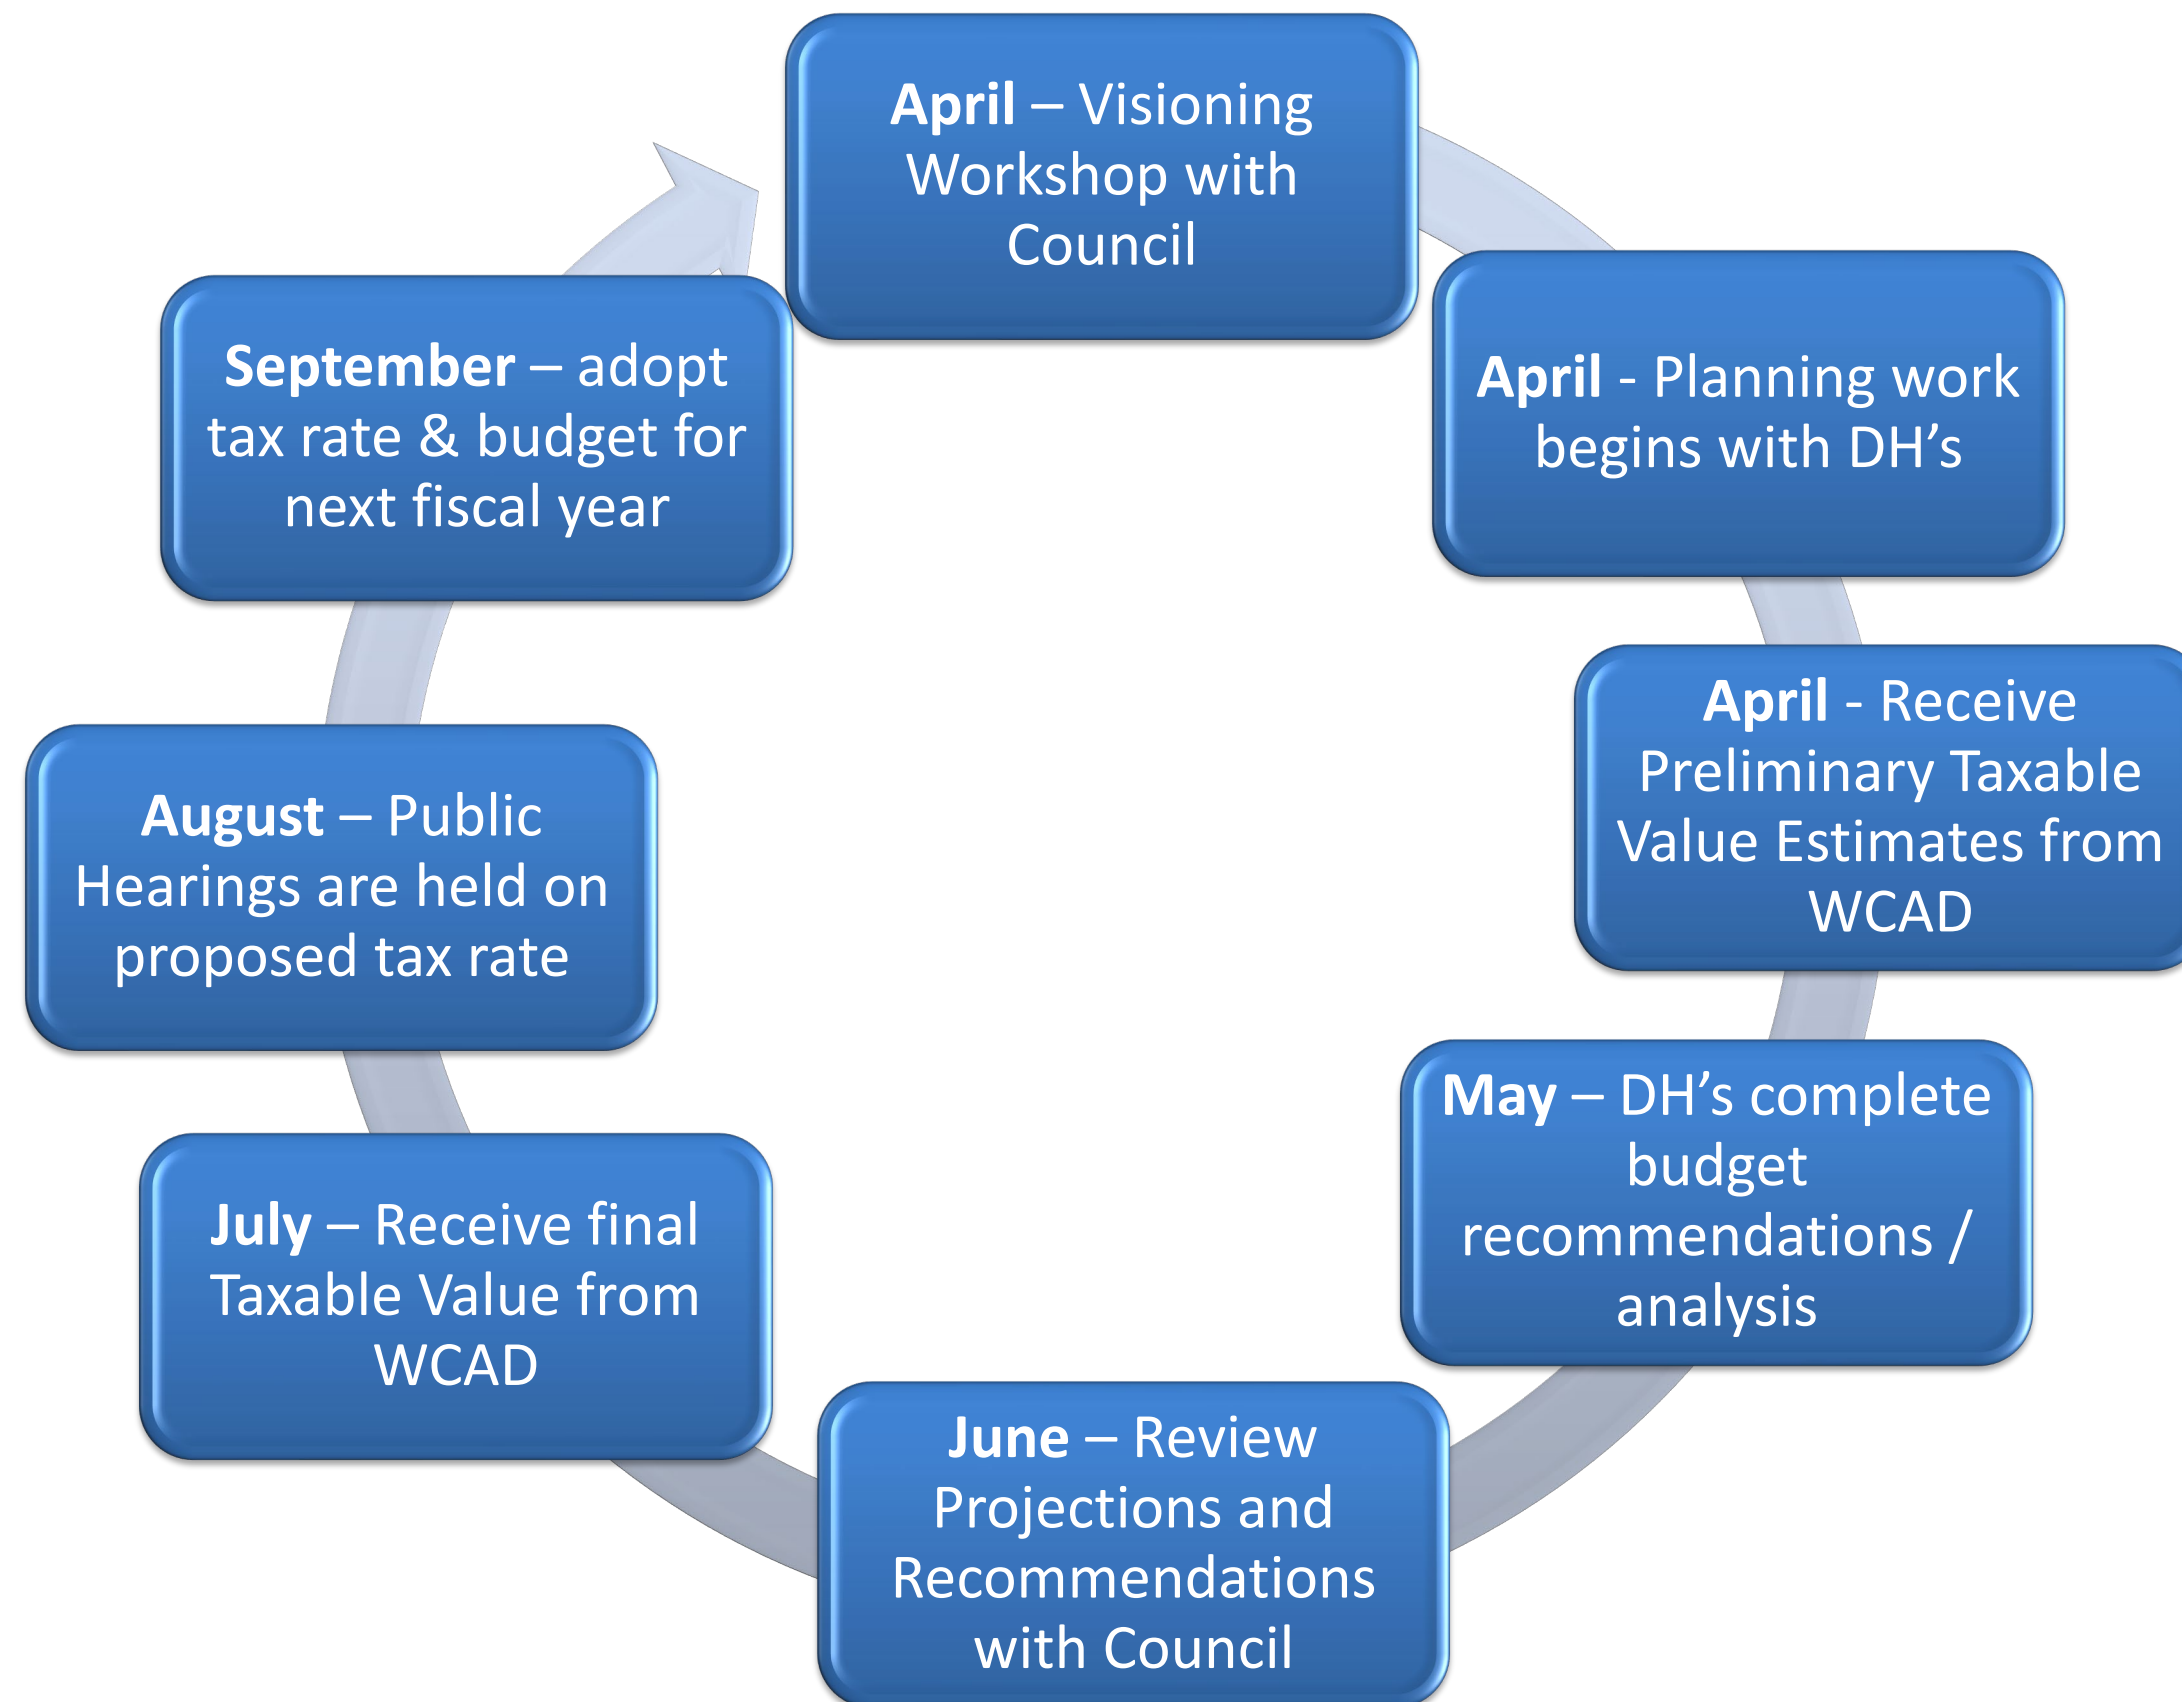 April – Visioning
Workshop with
Council
April - Planning work
begins with DH’s
April - Receive
Preliminary Taxable
Value Estimates from
WCAD
May – DH’s complete
budget
recommendations /
analysis
June – Review
Projections and
Recommendations
with Council
July – Receive final
Taxable Value from
WCAD
August – Public
Hearings are held on
proposed tax rate
September – adopt
tax rate & budget for
next fiscal year